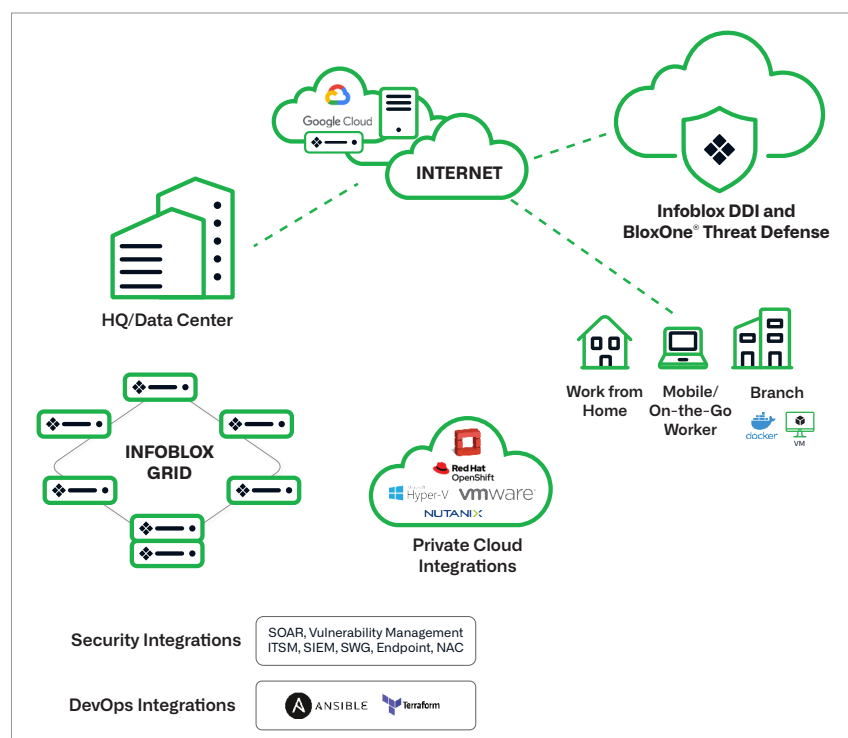 Google Cloud
INTERNET
Infoblox DDI and
BloxOne® Threat Defense
HQ/Data Center
Work from
Home
Mobile/
On-the-Go
Worker
Branch
docker
VM
INFOBLOX
GRID
Red Hat
OpenShift
Microsoft
Hyper-V
vmware®
NUTANIX
Private Cloud
Integrations
Security Integrations
SOAR, Vulnerability Management
ITSM, SIEM, SWG, Endpoint, NAC
DevOps Integrations
ANSIBLE
Terraform